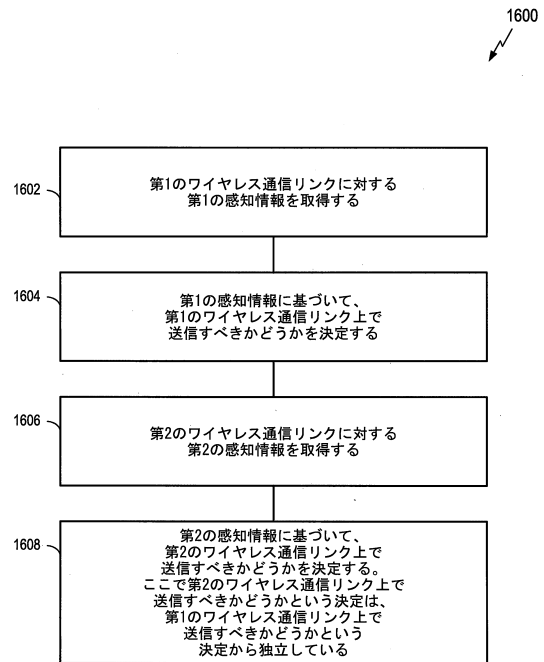 1600
1602
第1のワイヤレス通信リンクに対する
第1の感知情報を取得する
1604
第1の感知情報に基づいて、
第1のワイヤレス通信リンク上で
送信すべきかどうかを決定する
1606
第2のワイヤレス通信リンクに対する
第2の感知情報を取得する
1608
第2の感知情報に基づいて、
第2のワイヤレス通信リンク上で
送信すべきかどうかを決定する。
ここで第2のワイヤレス通信リンク上で
送信すべきかどうかという決定は、
第1のワイヤレス通信リンク上で
送信すべきかどうかという
決定から独立している